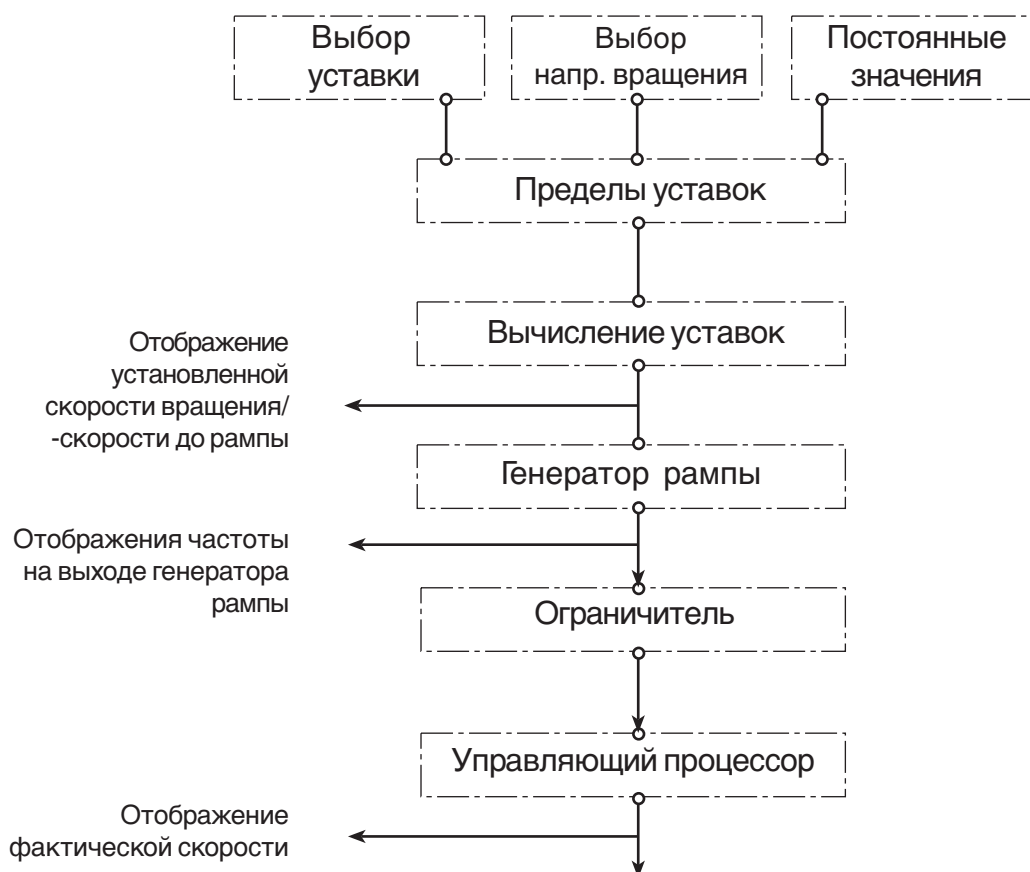 Выбор
уставки
Выбор
напр. вращения
Постоянные
значения
Пределы уставок
Вычисление уставок
Отображение
установленной
скорости вращения/
-скорости до рампы
Генератор рампы
Отображения частоты
на выходе генератора
рампы
Ограничитель
Управляющий процессор
Отображение
фактической скорости